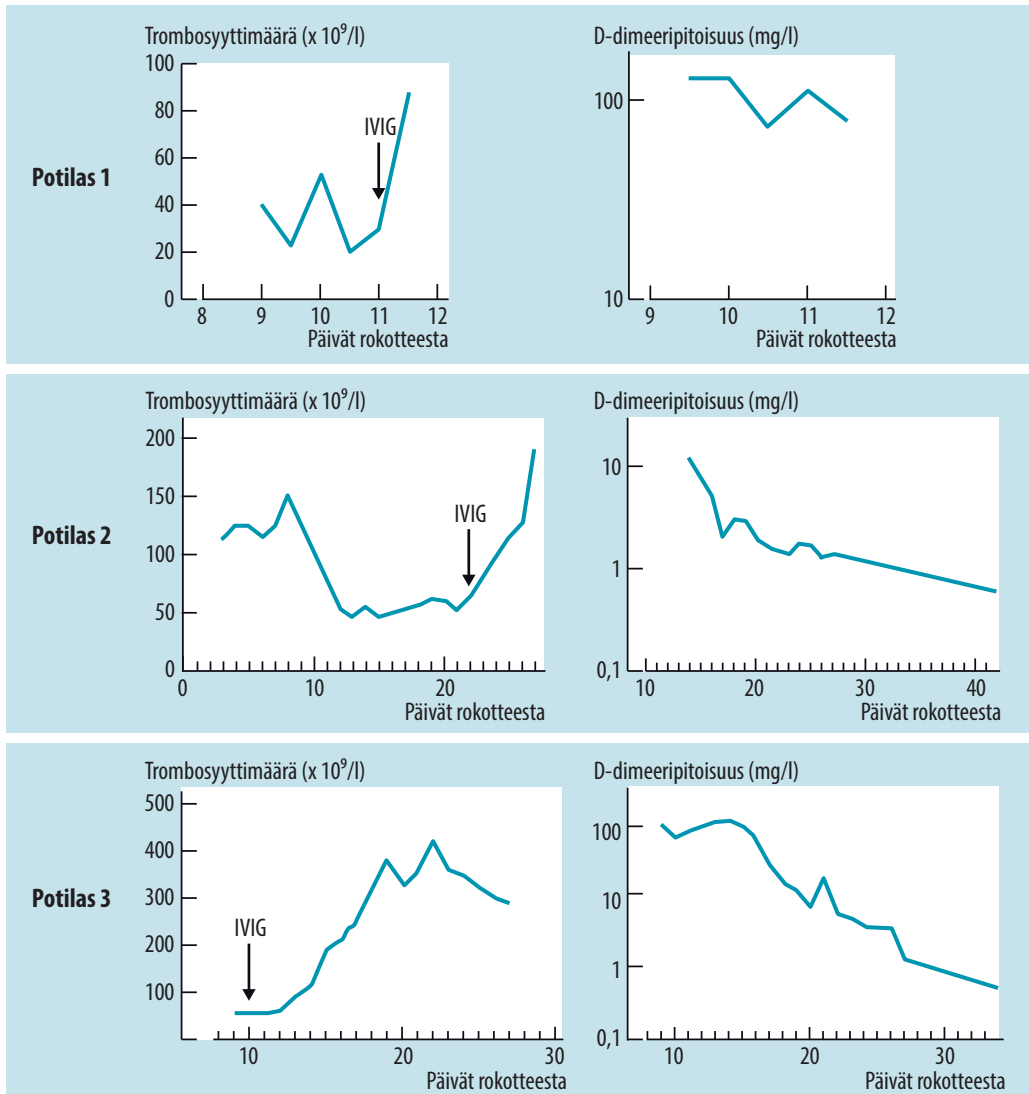 Trombosyyttimäärä (x 10⁹/l)
100
80
60
40
20
0
IVIG
8 9 10 11 12
Päivät rokotteesta
D-dimeeripitoisuus (mg/l)
100
10
9 10 11 12
Päivät rokotteesta
Potilas 1
Trombosyyttimäärä (x 10⁹/l)
200
150
100
50
0
IVIG
0 10 20
Päivät rokotteesta
D-dimeeripitoisuus (mg/l)
10
1
0,1
10 20 30 40
Päivät rokotteesta
Potilas 2
Trombosyyttimäärä (x 10⁹/l)
500
400
300
200
100
IVIG
10 20 30
Päivät rokotteesta
D-dimeeripitoisuus (mg/l)
100
10
1
0,1
10 20 30
Päivät rokotteesta
Potilas 3